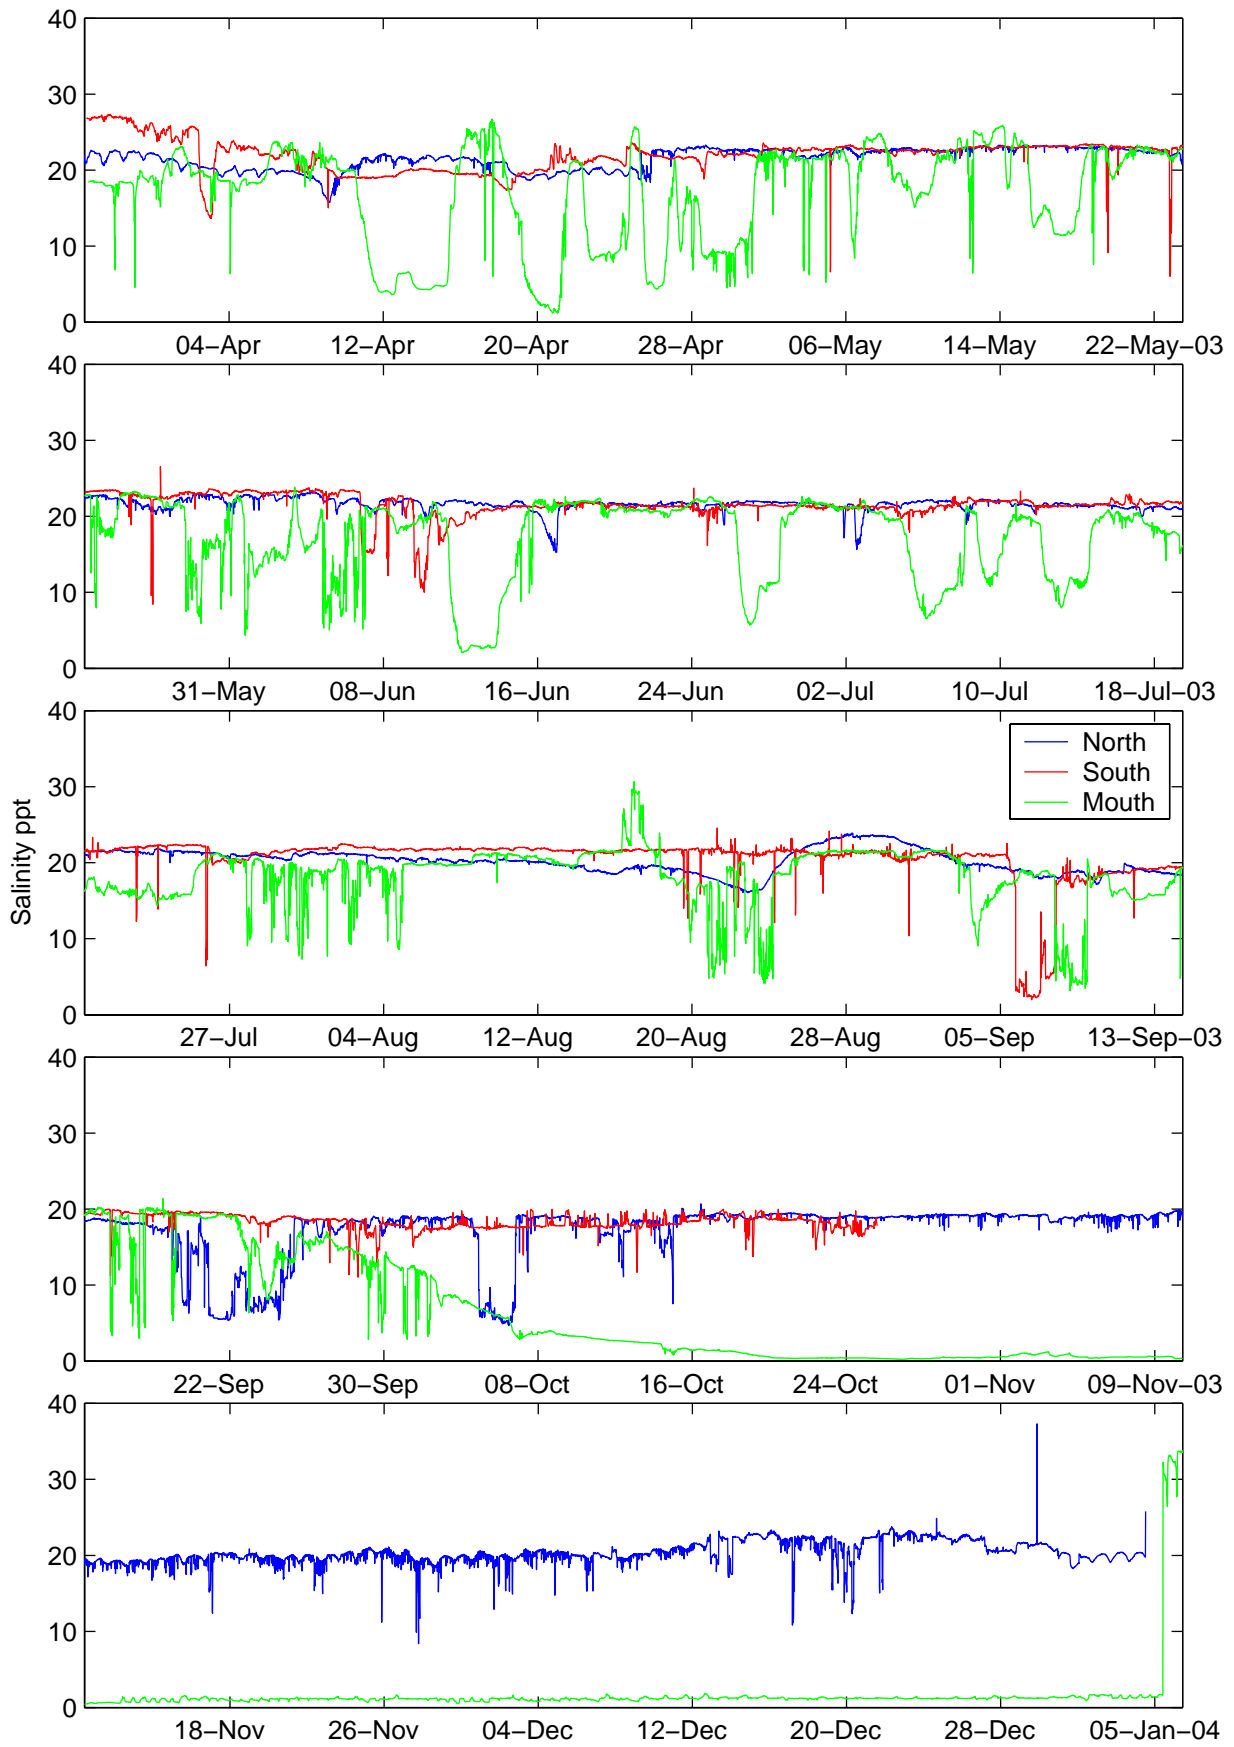 40
30
20
10
0
04−Apr 12−Apr 20−Apr 28−Apr 06−May 14−May 22−May−03
40
30
20
10
0
31−May 08−Jun 16−Jun 24−Jun 02−Jul 10−Jul 18−Jul−03
Salinity ppt
40
30
20
10
0
North
South
Mouth
27−Jul 04−Aug 12−Aug 20−Aug 28−Aug 05−Sep 13−Sep−03
40
30
20
10
0
22−Sep 30−Sep 08−Oct 16−Oct 24−Oct 01−Nov 09−Nov−03
40
30
20
10
0
18−Nov 26−Nov 04−Dec 12−Dec 20−Dec 28−Dec 05−Jan−04